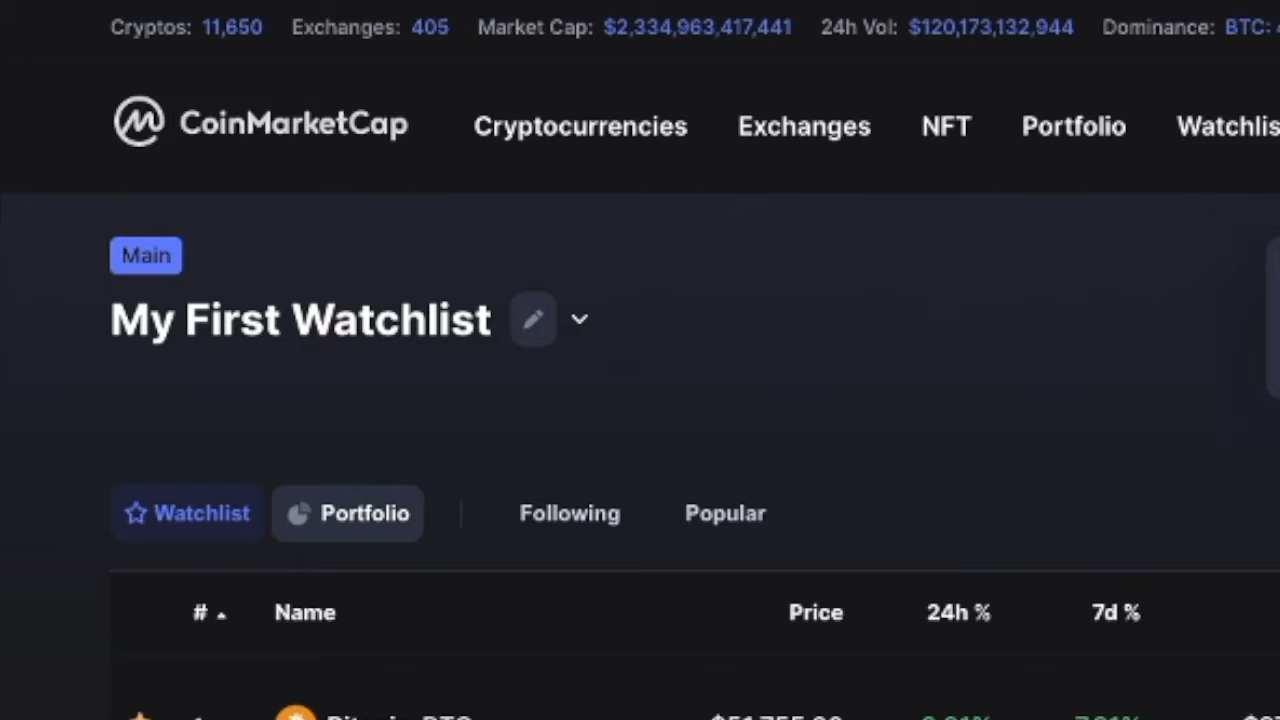 Cryptos: 11,650 Exchanges: 405 Market Cap: $2,334,963,417,441 24h Vol: $120,173,132,944 Dominance: BTC:
CoinMarketCap Cryptocurrencies Exchanges NFT Portfolio Watchlis
Main
My First Watchlist
Watchlist Portfolio Following Popular
# Name Price 24h % 7d %